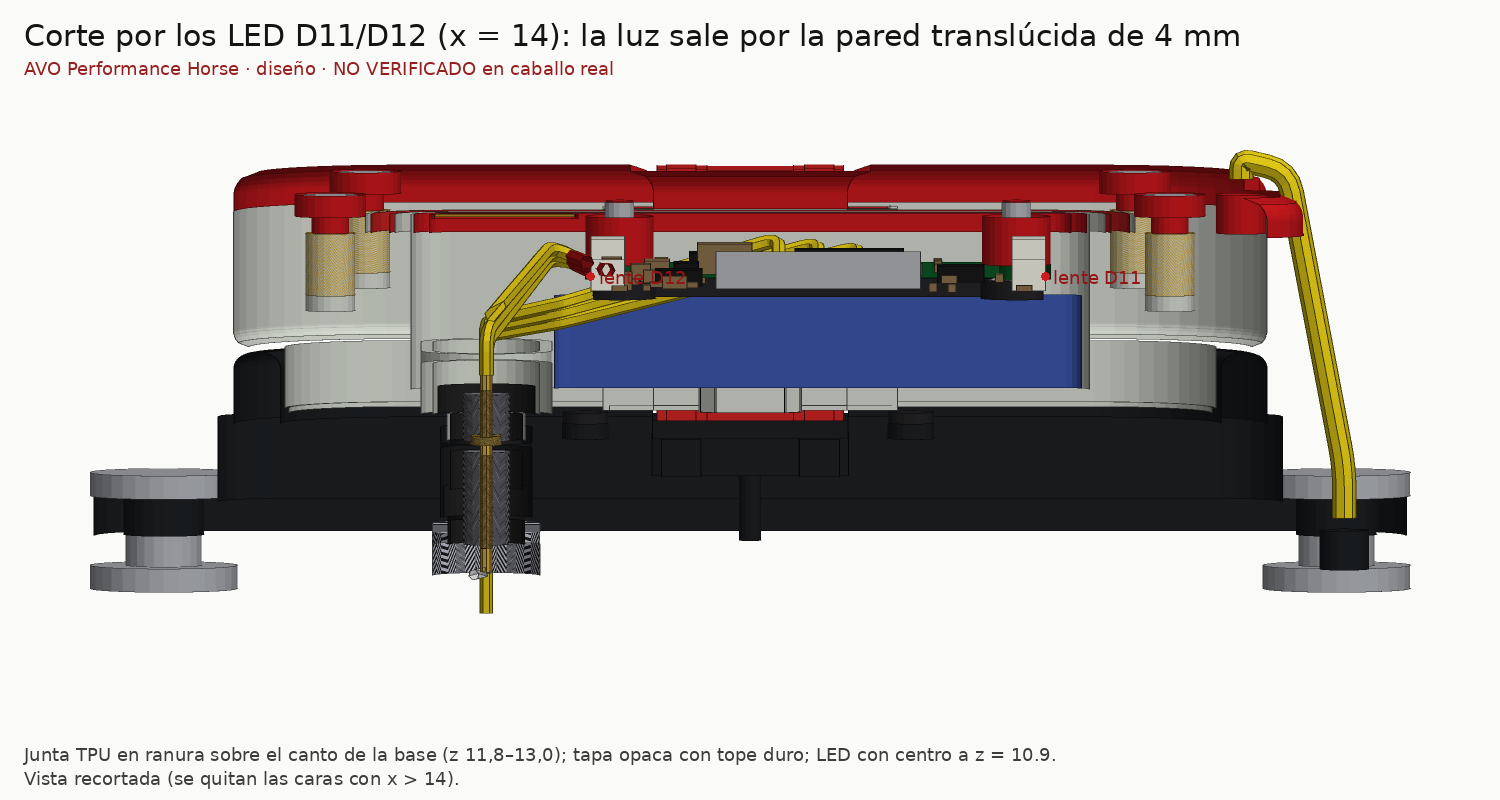 Corte por los LED D11/D12 (x = 14): la luz sale por la pared translúcida de 4 mm
AVO Performance Horse · diseño · NO VERIFICADO en caballo real
lente D12
lente D11
Junta TPU en ranura sobre el canto de la base (z 11,8–13,0); tapa opaca con tope duro; LED con centro a z = 10.9.
Vista recortada (se quitan las caras con x > 14).